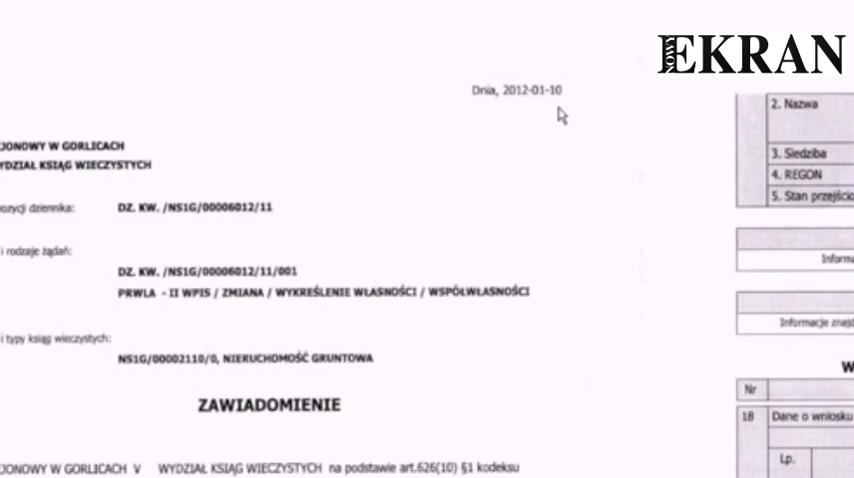 NOWY EKRAN
Dnia, 2012-01-10
JONOWY W GORLICACH
YDZIAŁ KSIĄG WIECZYSTYCH
ozycji dziennika: DZ. KW. /NS1G/00006012/11
i rodzaje żądań:
DZ. KW. /NS1G/00006012/11/001
PRWLA - II WPIS / ZMIANA / WYKREŚLENIE WŁASNOŚCI / WSPÓŁWŁASNOŚCI
i typy ksiąg wieczystych:
NS1G/00002110/0, NIERUCHOMOŚĆ GRUNTOWA
ZAWIADOMIENIE
JONOWY W GORLICACH V WYDZIAŁ KSIĄG WIECZYSTYCH na podstawie art.626(10) §1 kodeksu
2. Nazwa
3. Siedziba
4. REGON
5. Stan przejścio
Informa
Informacje znajd
W
Nr
18 Dane o wniosku
Lp.